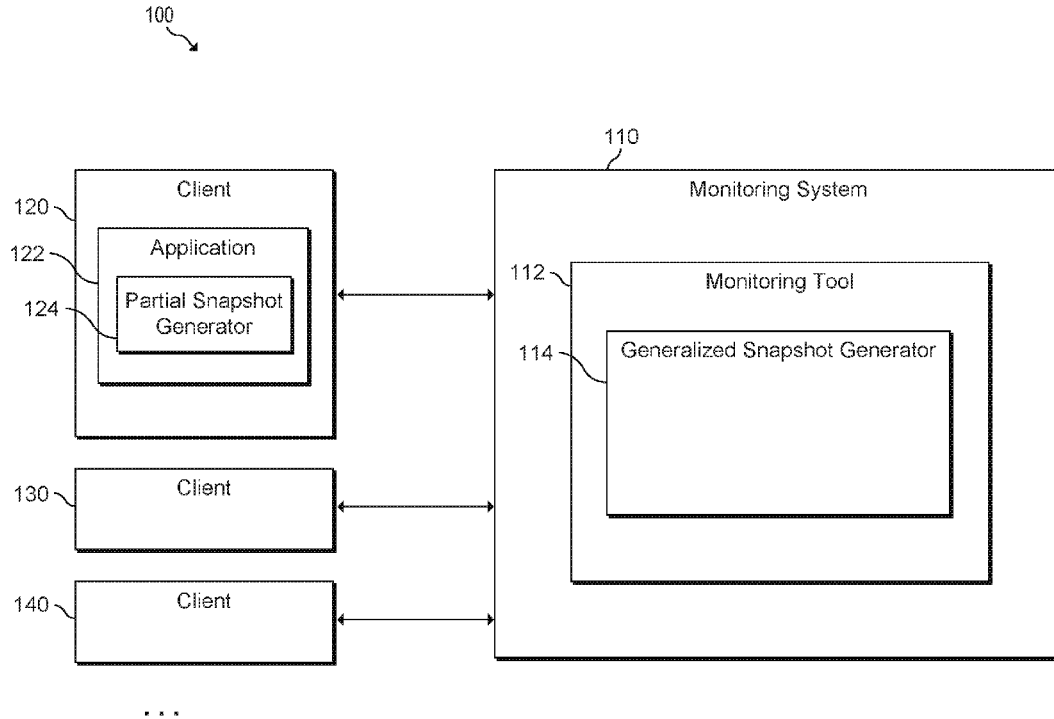 100
110
Client
Monitoring System
120
Application
122
112
Monitoring Tool
Partial Snapshot
Generator
124
Generalized Snapshot Generator
114
130
Client
140
Client
...